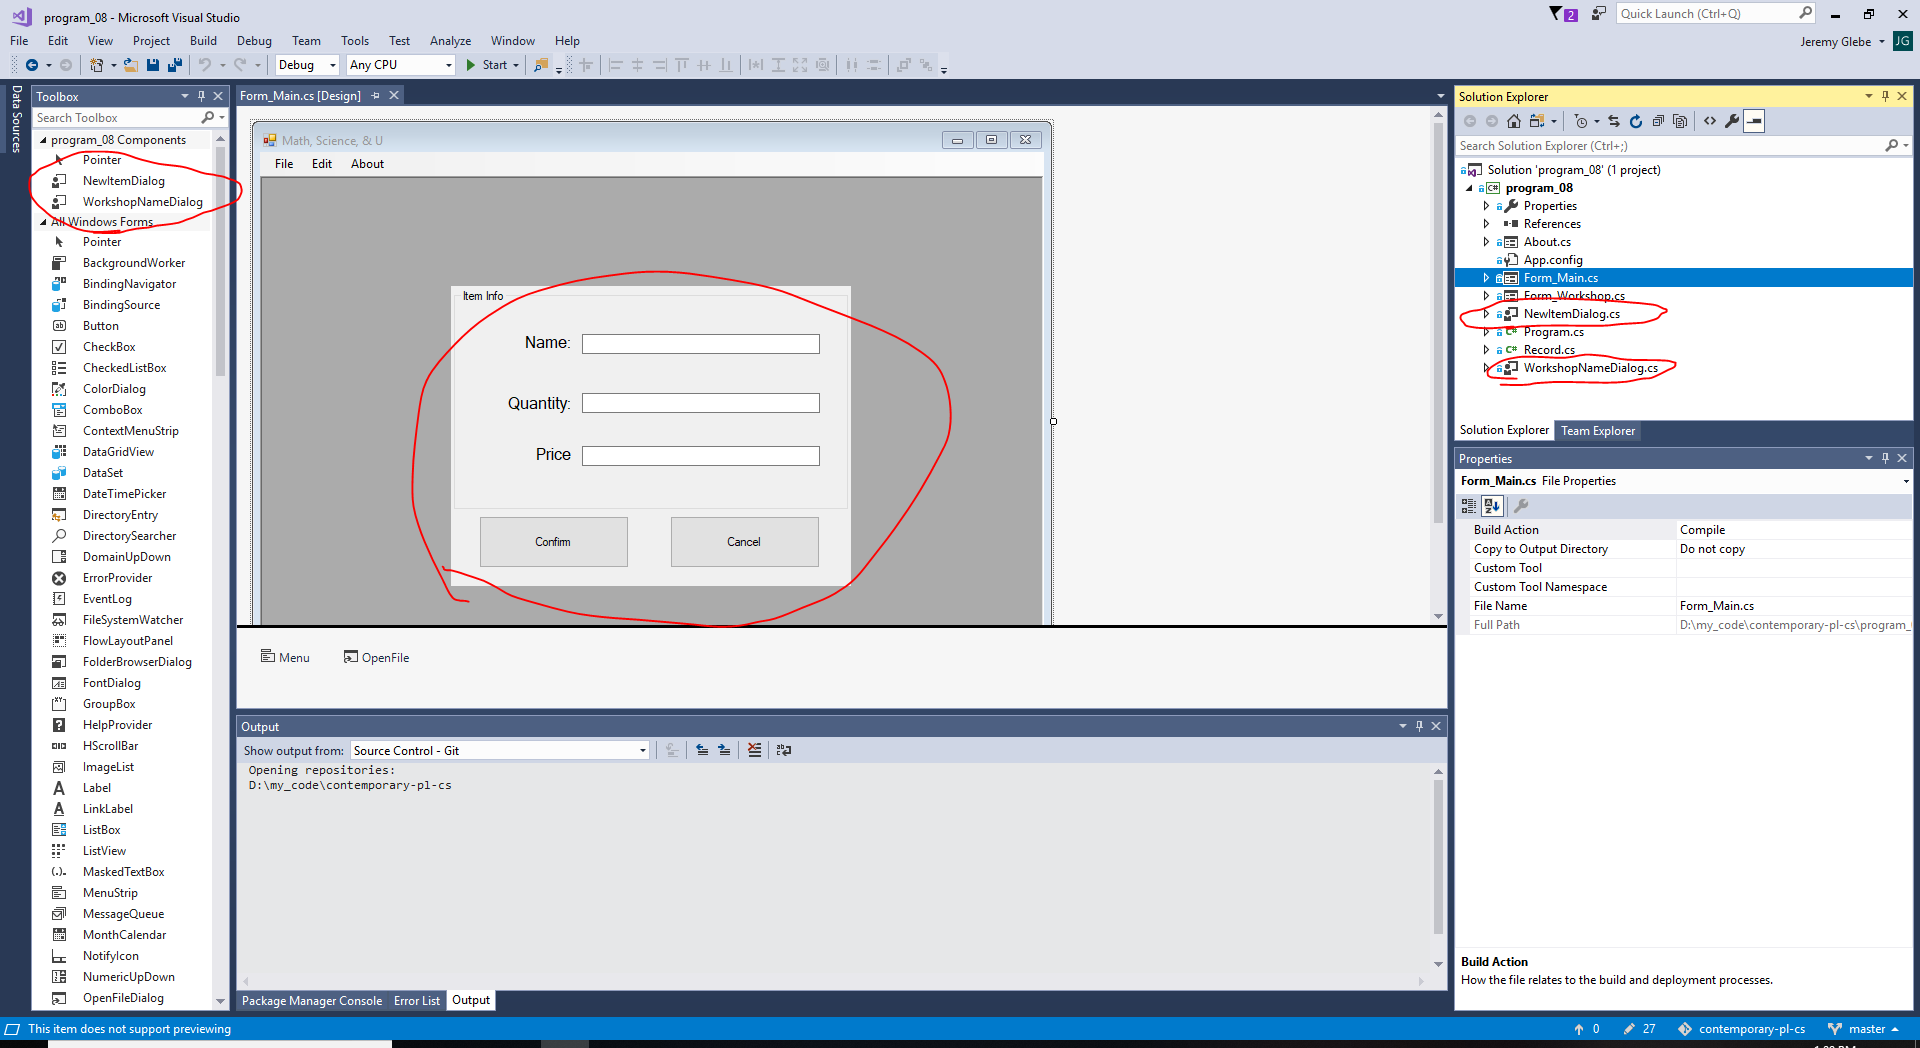 program_08 - Microsoft Visual Studio
2
Quick Launch (Ctrl+Q)
File Edit View Project Build Debug Team Tools Test Analyze Window Help
Jeremy Glebe JG
Debug Any CPU Start
Data Sources
Toolbox
Search Toolbox
program_08 Components
Pointer
NewItemDialog
WorkshopNameDialog
All Windows Forms
Pointer
BackgroundWorker
BindingNavigator
BindingSource
Button
CheckBox
CheckedListBox
ColorDialog
ComboBox
ContextMenuStrip
DataGridView
DataSet
DateTimePicker
DirectoryEntry
DirectorySearcher
DomainUpDown
ErrorProvider
EventLog
FileSystemWatcher
FlowLayoutPanel
FolderBrowserDialog
FontDialog
GroupBox
HelpProvider
HScrollBar
ImageList
Label
LinkLabel
ListBox
ListView
MaskedTextBox
MenuStrip
MessageQueue
MonthCalendar
NotifyIcon
NumericUpDown
OpenFileDialog
Form_Main.cs [Design]
Math, Science, & U
File Edit About
Item Info
Name:
Quantity:
Price
Confirm Cancel
Menu OpenFile
Output
Show output from: Source Control - Git
Opening repositories:
D:\my_code\contemporary-pl-cs
Package Manager Console Error List Output
Solution Explorer
Search Solution Explorer (Ctrl+;)
Solution 'program_08' (1 project)
program_08
Properties
References
About.cs
App.config
Form_Main.cs
Form_Workshop.cs
NewItemDialog.cs
Program.cs
Record.cs
WorkshopNameDialog.cs
Solution Explorer Team Explorer
Properties
Form_Main.cs File Properties
Build Action Compile
Copy to Output Directory Do not copy
Custom Tool
Custom Tool Namespace
File Name Form_Main.cs
Full Path D:\my_code\contemporary-pl-cs\program_
Build Action
How the file relates to the build and deployment processes.
This item does not support previewing
0 27 contemporary-pl-cs master